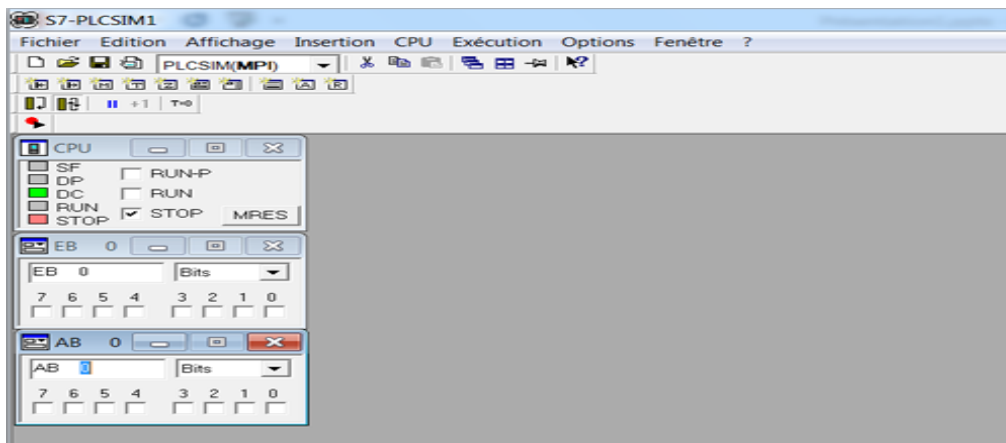 S7-PLCSIM1
Fichier Edition Affichage Insertion CPU Exécution Options Fenêtre ?
PLCSIM(MPI)
+1 T=0
CPU
SF
DP
DC
RUN
STOP
RUN-P
RUN
STOP MRES
EB 0
EB 0 Bits
7 6 5 4 3 2 1 0
AB 0
AB 0 Bits
7 6 5 4 3 2 1 0